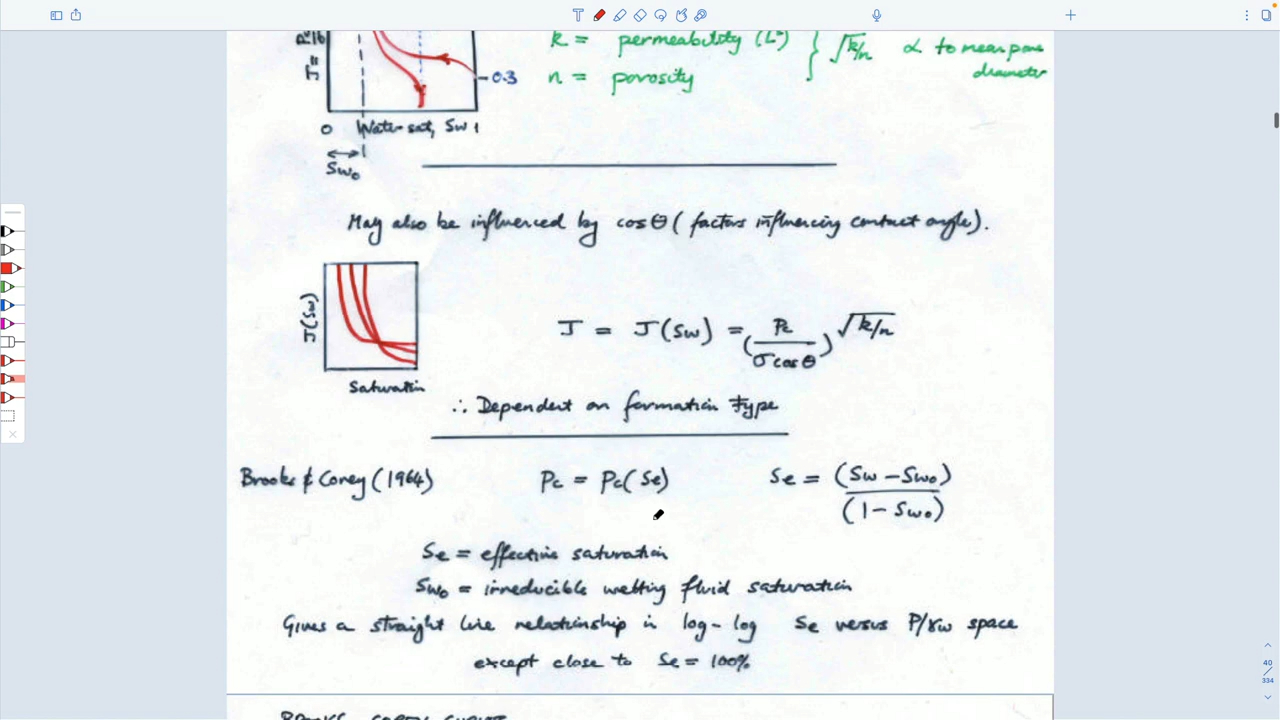 k = permeability (L²)
n = porosity
√k/n α to mean pore
diameter
0.3
0 Water sat, Sw 1
Swo
May also be influenced by cosθ ( factors influencing contact angle).
J(Sw)
J = J(Sw) = (Pc / σ cosθ) √k/n
Saturation
∴ Dependent on formation type
Brooks & Corey (1964) Pc = Pc(Se) Se = (Sw - Swo) / (1 - Swo)
Se = effective saturation
Swo = irreducible wetting fluid saturation
Gives a straight line relationship in log-log Se versus P/γw space
except close to Se = 100%
40
334